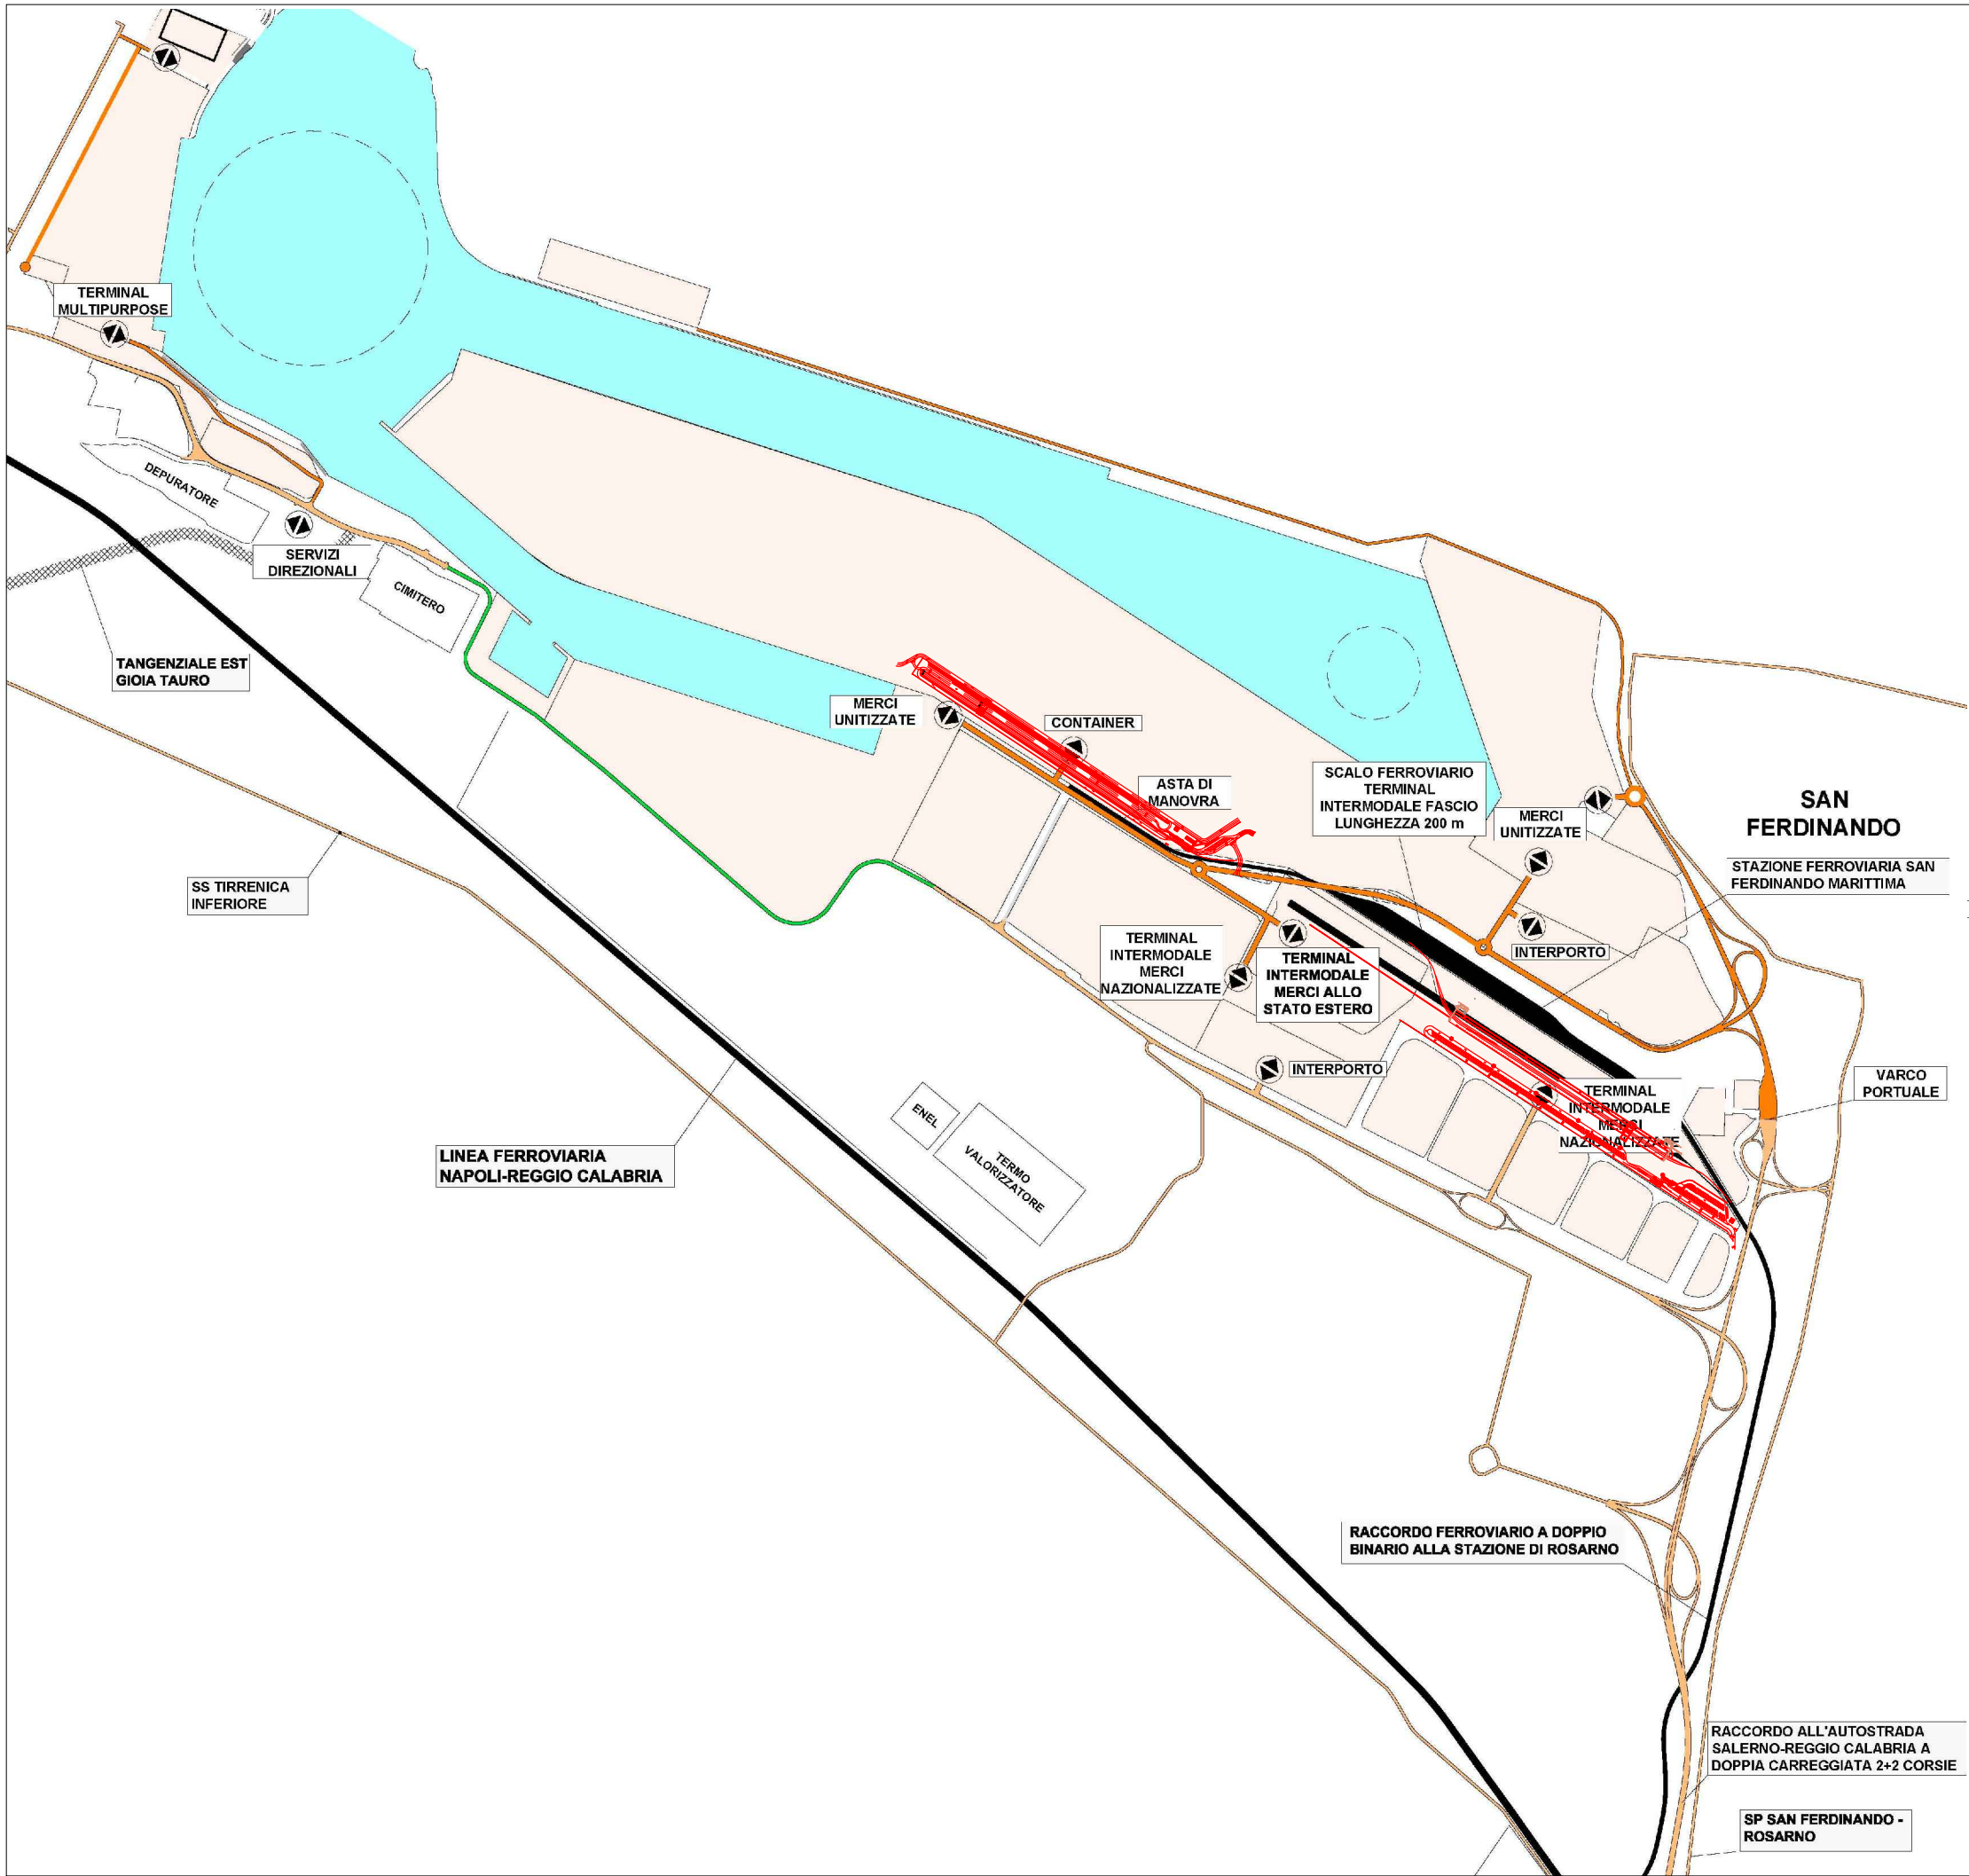 TERMINAL
MULTIPURPOSE
DEPURATORE
SERVIZI
DIREZIONALI
CIMITERO
TANGENZIALE EST
GIOIA TAURO
MERCI
UNITIZZATE
CONTAINER
ASTA DI
MANOVRA
SCALO FERROVIARIO
TERMINAL
INTERMODALE FASCIO
LUNGHEZZA 200 m
MERCI
UNITIZZATE
SAN
FERDINANDO
STAZIONE FERROVIARIA SAN
FERDINANDO MARITTIMA
SS TIRRENICA
INFERIORE
TERMINAL
INTERMODALE
MERCI
NAZIONALIZZATE
TERMINAL
INTERMODALE
MERCI ALLO
STATO ESTERO
INTERPORTO
INTERPORTO
VARCO
PORTUALE
TERMINAL
INTERMODALE
MERCI
NAZIONALIZZATE
ENEL
TERMO
VALORIZZATORE
LINEA FERROVIARIA
NAPOLI-REGGIO CALABRIA
RACCORDO FERROVIARIO A DOPPIO
BINARIO ALLA STAZIONE DI ROSARNO
RACCORDO ALL'AUTOSTRADA
SALERNO-REGGIO CALABRIA A
DOPPIA CARREGGIATA 2+2 CORSIE
SP SAN FERDINANDO -
ROSARNO